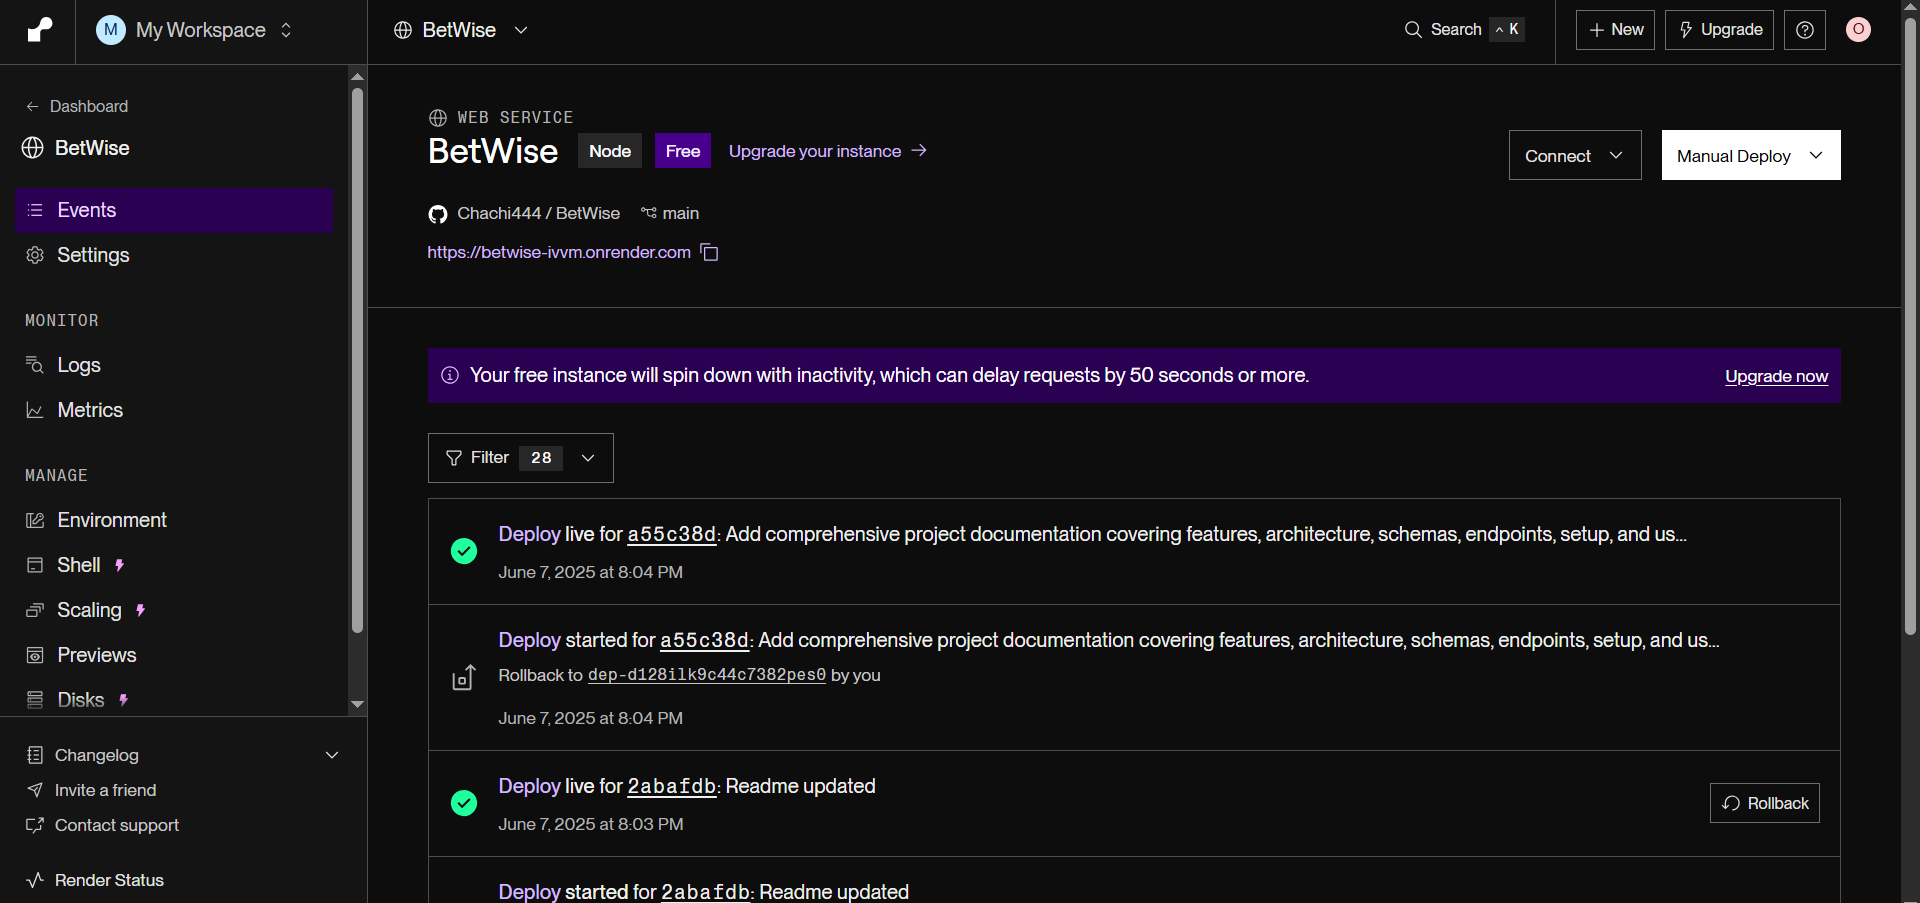 M My Workspace
BetWise
Search ^ K
+ New
Upgrade
O
Dashboard
BetWise
Events
Settings
MONITOR
Logs
Metrics
MANAGE
Environment
Shell
Scaling
Previews
Disks
Changelog
Invite a friend
Contact support
Render Status
WEB SERVICE
BetWise Node Free Upgrade your instance
Connect
Manual Deploy
Chachi444 / BetWise main
https://betwise-ivvm.onrender.com
Your free instance will spin down with inactivity, which can delay requests by 50 seconds or more.
Upgrade now
Filter 28
Deploy live for a55c38d: Add comprehensive project documentation covering features, architecture, schemas, endpoints, setup, and us...
June 7, 2025 at 8:04 PM
Deploy started for a55c38d: Add comprehensive project documentation covering features, architecture, schemas, endpoints, setup, and us...
Rollback to dep-d128ilk9c44c7382pes0 by you
June 7, 2025 at 8:04 PM
Deploy live for 2abafdb: Readme updated
June 7, 2025 at 8:03 PM
Rollback
Deploy started for 2abafdb: Readme updated